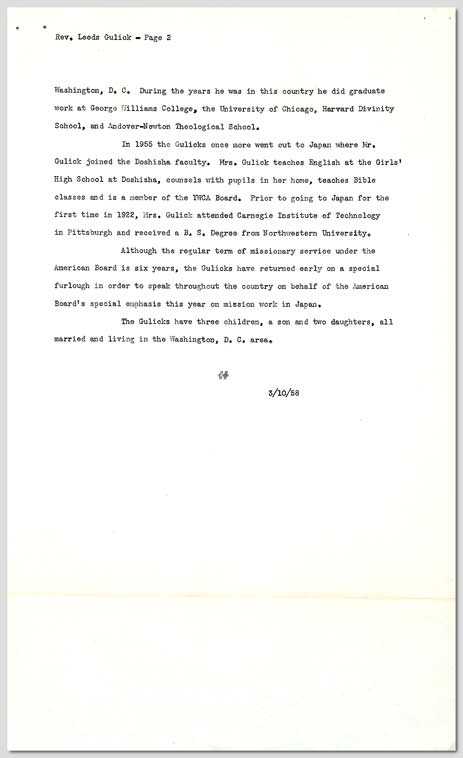 Rev. Leeds Gulick - Page 2
Washington, D. C. During the years he was in this country he did graduate
work at George Williams College, the University of Chicago, Harvard Divinity
School, and Andover-Newton Theological School.
In 1955 the Gulicks once more went out to Japan where Mr.
Gulick joined the Doshisha faculty. Mrs. Gulick teaches English at the Girls'
High School at Doshisha, counsels with pupils in her home, teaches Bible
classes and is a member of the YWCA Board. Prior to going to Japan for the
first time in 1922, Mrs. Gulick attended Carnegie Institute of Technology
in Pittsburgh and received a B. S. Degree from Northwestern University.
Although the regular term of missionary service under the
American Board is six years, the Gulicks have returned early on a special
furlough in order to speak throughout the country on behalf of the American
Board's special emphasis this year on mission work in Japan.
The Gulicks have three children, a son and two daughters, all
married and living in the Washington, D. C. area.
##
3/10/58